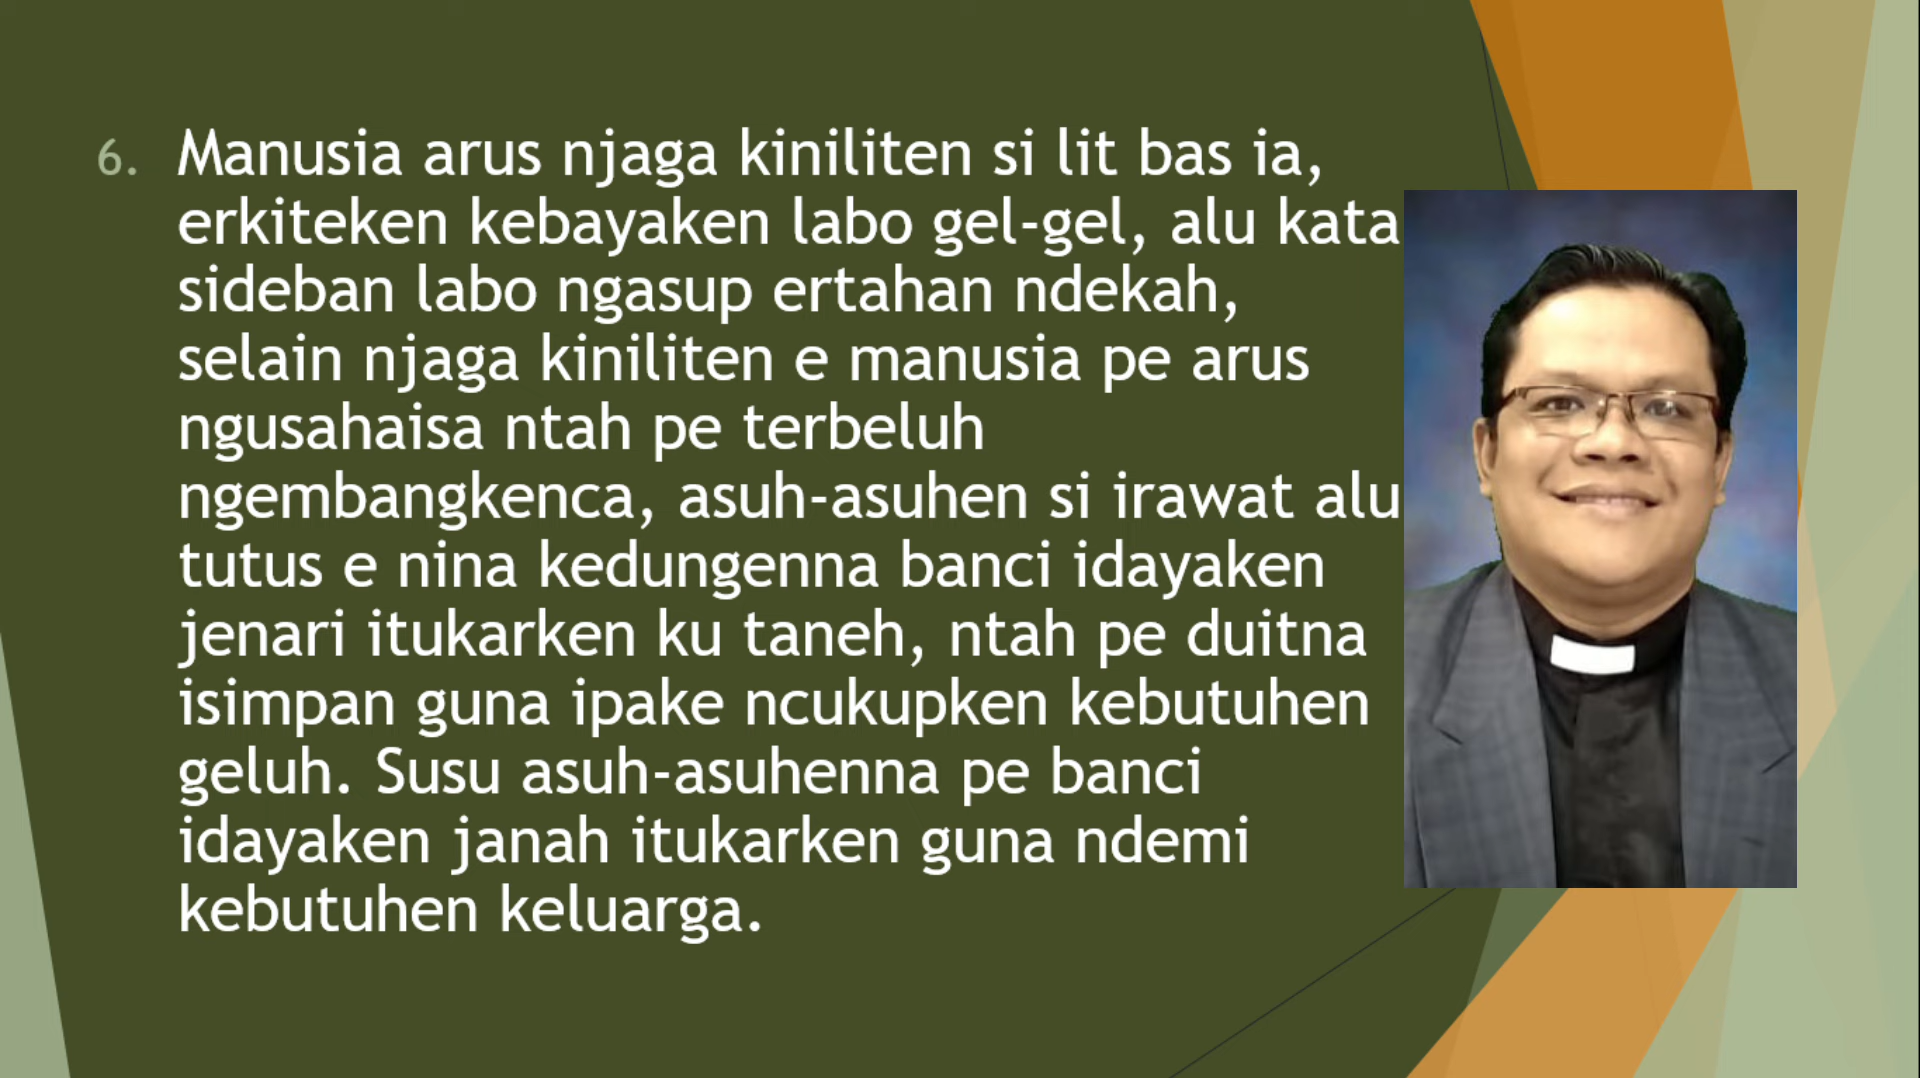 6. Manusia arus njaga kiniliten si lit bas ia,
erkiteken kebayaken labo gel-gel, alu kata
sideban labo ngasup ertahan ndekah,
selain njaga kiniliten e manusia pe arus
ngusahaisa ntah pe terbeluh
ngembangkenca, asuh-asuhen si irawat alu
tutus e nina kedungenna banci idayaken
jenari itukarken ku taneh, ntah pe duitna
isimpan guna ipake ncukupken kebutuhen
geluh. Susu asuh-asuhenna pe banci
idayaken janah itukarken guna ndemi
kebutuhen keluarga.